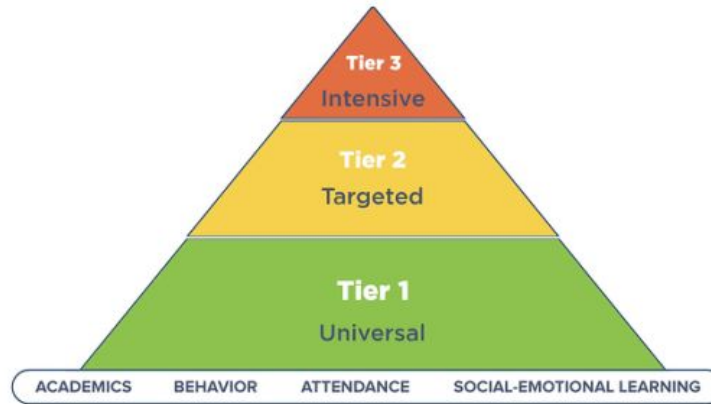 Tier 3
Intensive
Tier 2
Targeted
Tier 1
Universal
ACADEMICS BEHAVIOR ATTENDANCE SOCIAL-EMOTIONAL LEARNING